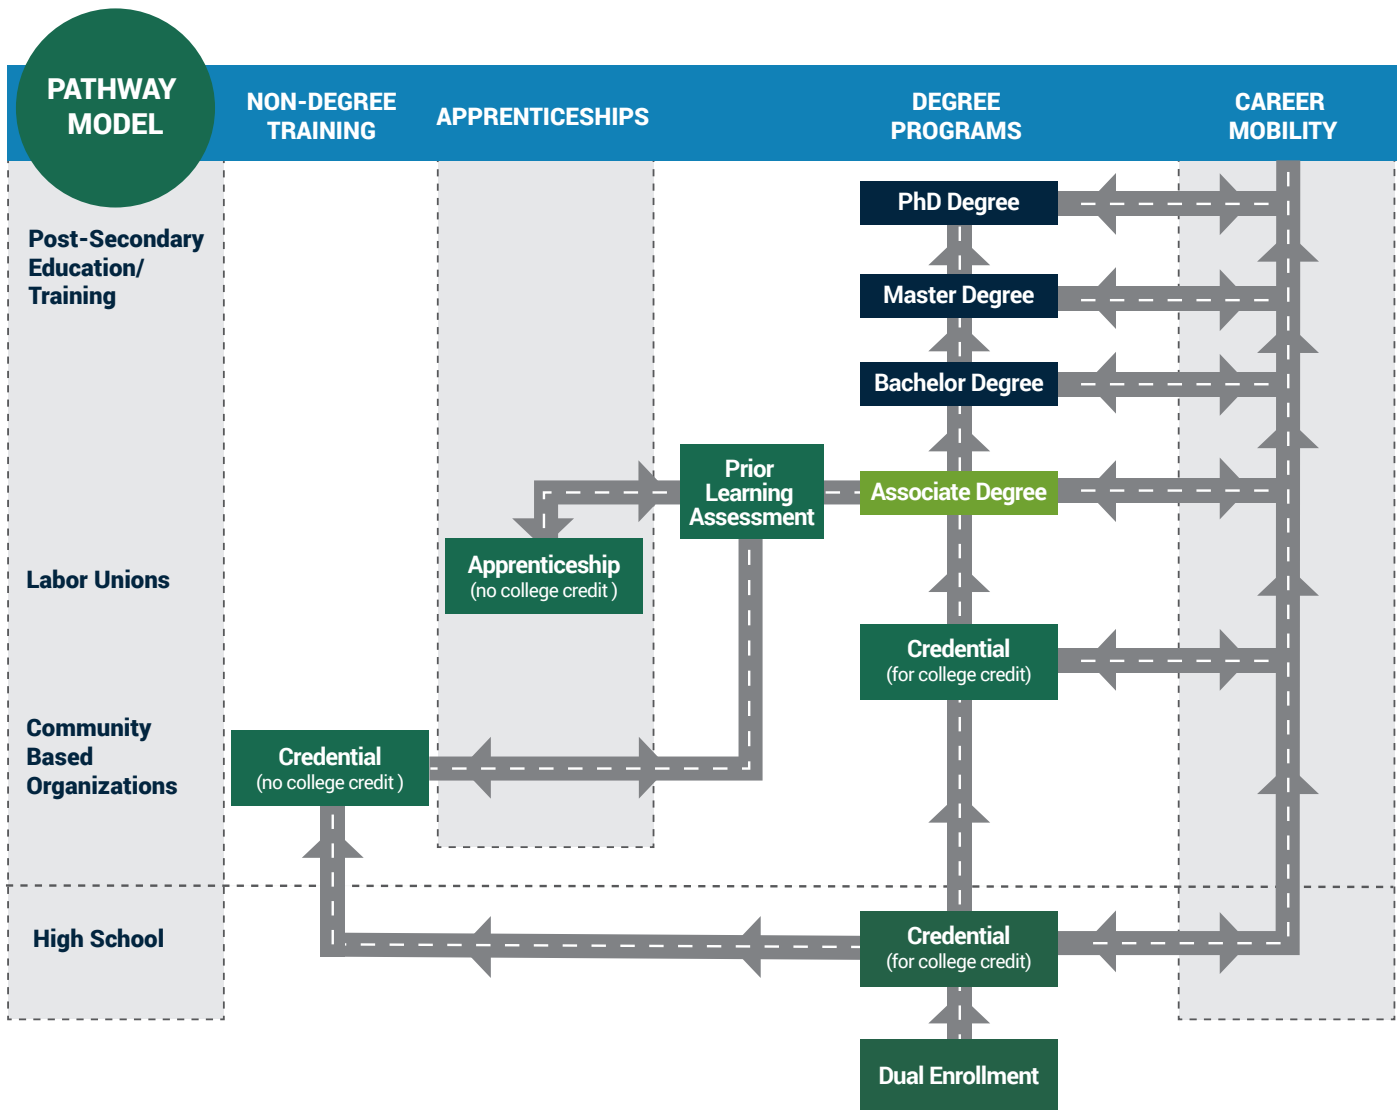 PATHWAY
MODEL
NON-DEGREE
TRAINING
APPRENTICESHIPS
DEGREE
PROGRAMS
CAREER
MOBILITY
PhD Degree
Post-Secondary
Education/
Training
Master Degree
Bachelor Degree
Prior
Learning
Assessment
Associate Degree
Labor Unions
Apprenticeship
(no college credit )
Credential
(for college credit)
Community
Based
Organizations
Credential
(no college credit )
High School
Credential
(for college credit)
Dual Enrollment